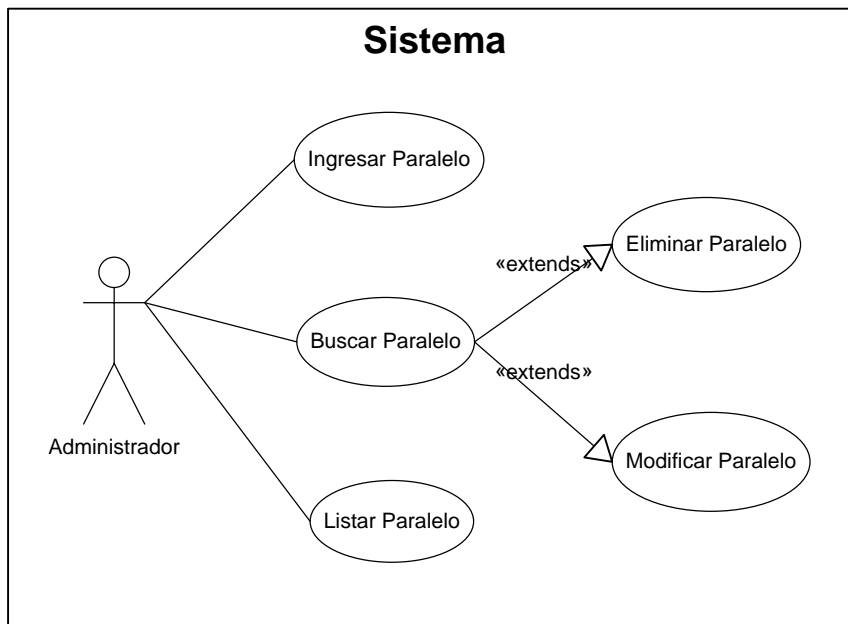 Sistema
Ingresar Paralelo
Eliminar Paralelo
«extends»
Buscar Paralelo
«extends»
Administrador
Modificar Paralelo
Listar Paralelo